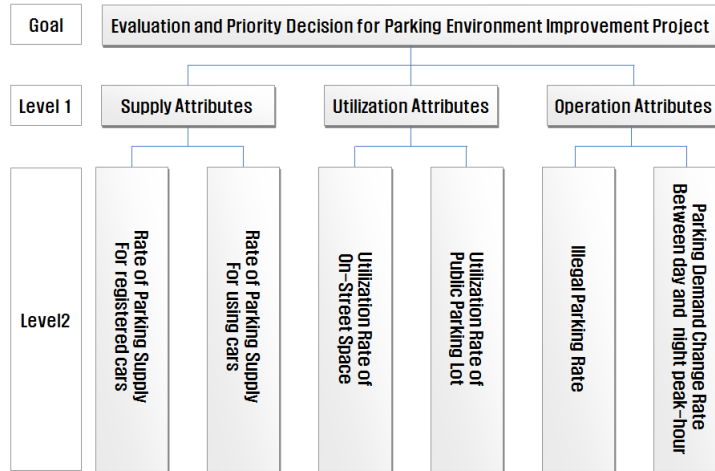 Goal
Evaluation and Priority Decision for Parking Environment Improvement Project
Level 1
Supply Attributes
Utilization Attributes
Operation Attributes
Level2
Rate of Parking Supply
For registered cars
Rate of Parking Supply
For using cars
Utilization Rate of
On-Street Space
Utilization Rate of
Public Parking Lot
Illegal Parking Rate
Parking Demand Change Rate
Between day and night peak-hour